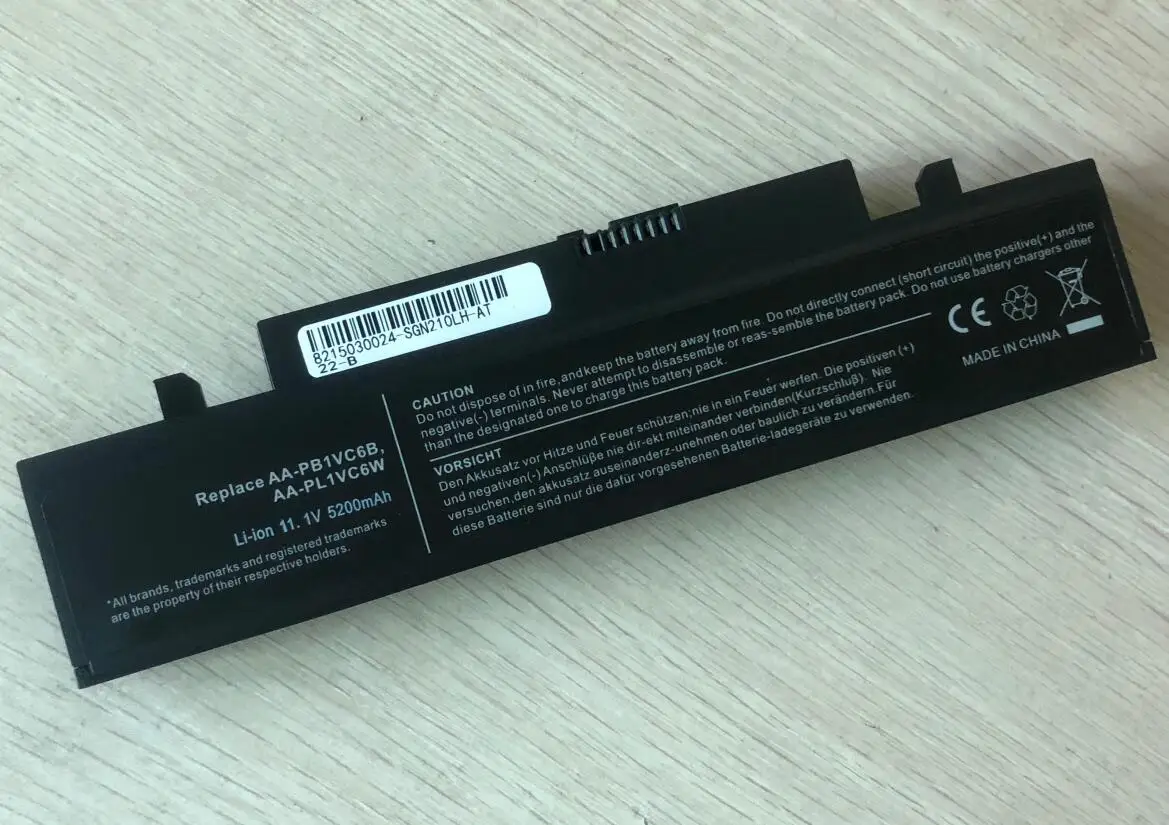 8215030024-SGN210LH-AT
22-B
Replace AA-PB1VC6B,
AA-PL1VC6W
Li-ion 11.1V 5200mAh
*All brands, trademarks and registered trademarks
are the property of their respective holders.
CAUTION
Do not dispose of in fire,and keep the battery away from fire. Do not directly connect (short circuit) the positive(+) and the
negative(-) terminals. Never attempt to disassemble or reas-semble the battery pack. Do not use battery chargers other
than the designated one to charge this battery pack.
VORSICHT
Den Akkusatz vor Hitze und Feuer schützen;nie in ein Feuer werfen. Die positiven (+)
und negativen(-) Anschlüße nie dir-ekt miteinander verbinden(Kurzschluß). Nie
versuchen,den akkusatz auseinanderz-unehmen oder baulich zu verändern.Für
diese Batterie sind nur die dafür vorgesehenen Batterie-ladegeräte zu verwenden.
CE
MADE IN CHINA